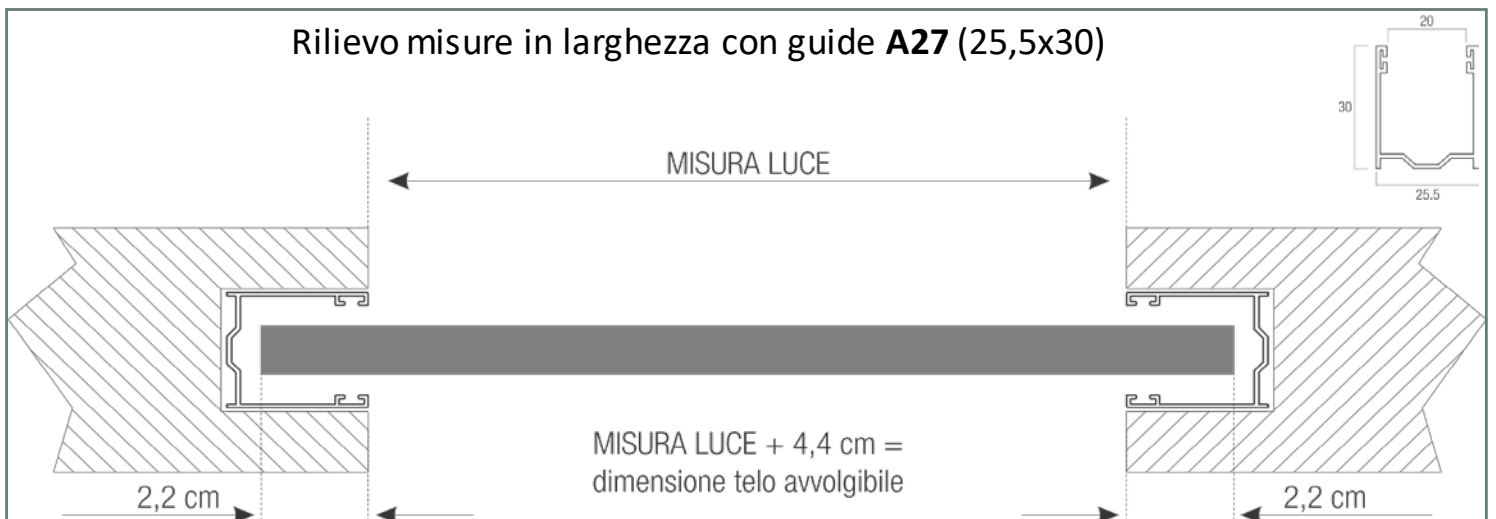 Rilievo misure in larghezza con guide A27 (25,5x30)
20
30
25.5
MISURA LUCE
MISURA LUCE + 4,4 cm =
dimensione telo avvolgibile
2,2 cm
2,2 cm